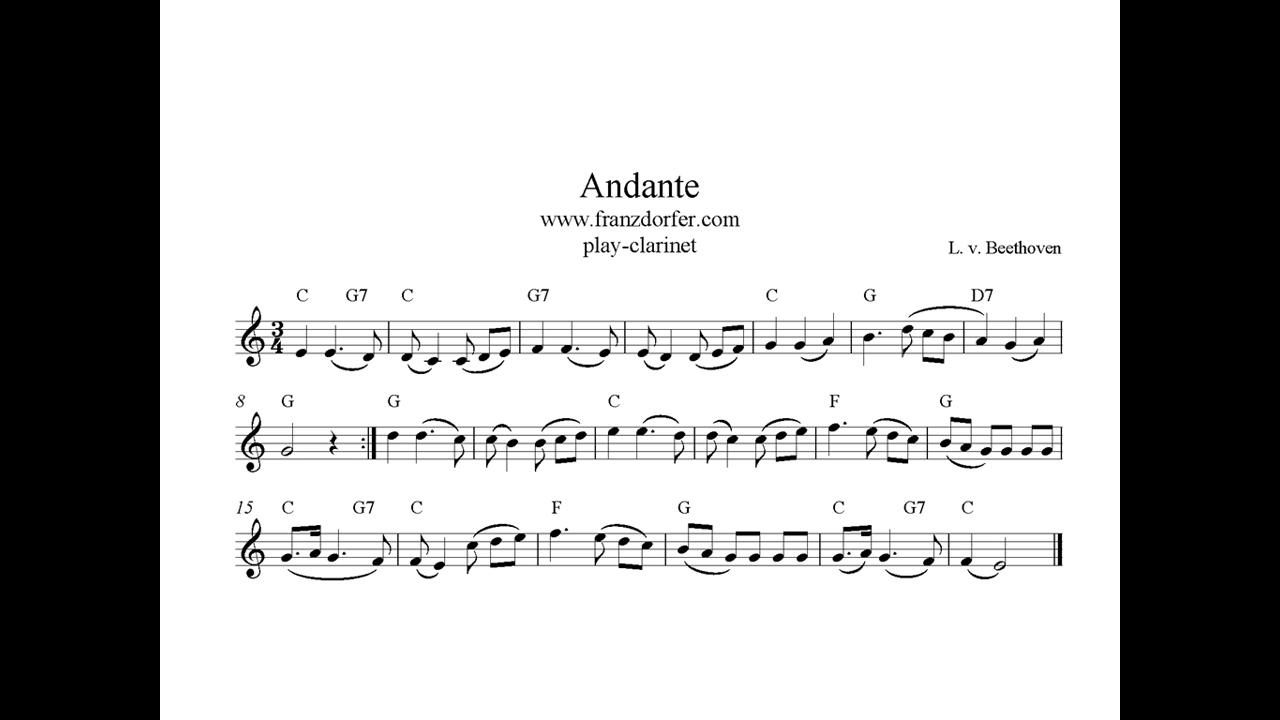 Andante
www.franzdorfer.com
play-clarinet
L. v. Beethoven
C G7 C G7 C G D7
3
4
8
G G C F G
15
C G7 C F G C G7 C